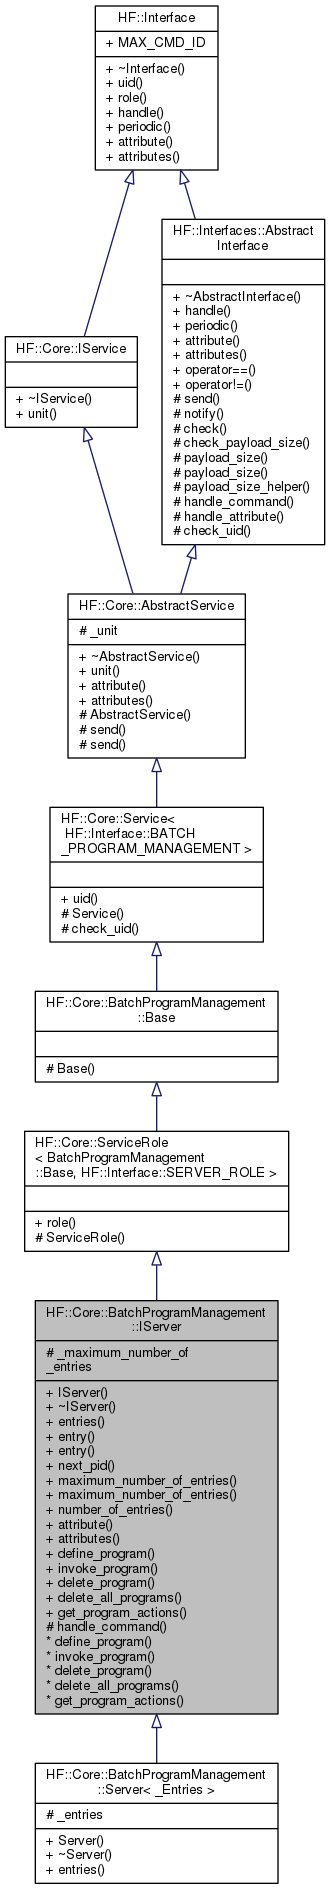 HF::Interface
+ MAX_CMD_ID
+ ~Interface()
+ uid()
+ role()
+ handle()
+ periodic()
+ attribute()
+ attributes()
HF::Interfaces::Abstract
Interface
+ ~AbstractInterface()
+ handle()
+ periodic()
+ attribute()
+ attributes()
+ operator==()
+ operator!=()
# send()
# notify()
# check()
# check_payload_size()
# payload_size()
# payload_size()
# payload_size_helper()
# handle_command()
# handle_attribute()
# check_uid()
HF::Core::IService
+ ~IService()
+ unit()
HF::Core::AbstractService
# _unit
+ ~AbstractService()
+ unit()
+ attribute()
+ attributes()
# AbstractService()
# send()
# send()
HF::Core::Service<
HF::Interface::BATCH
_PROGRAM_MANAGEMENT >
+ uid()
# Service()
# check_uid()
HF::Core::BatchProgramManagement
::Base
# Base()
HF::Core::ServiceRole
< BatchProgramManagement
::Base, HF::Interface::SERVER_ROLE >
+ role()
# ServiceRole()
HF::Core::BatchProgramManagement
::IServer
# _maximum_number_of
_entries
+ IServer()
+ ~IServer()
+ entries()
+ entry()
+ entry()
+ next_pid()
+ maximum_number_of_entries()
+ maximum_number_of_entries()
+ number_of_entries()
+ attribute()
+ attributes()
+ define_program()
+ invoke_program()
+ delete_program()
+ delete_all_programs()
+ get_program_actions()
# handle_command()
* define_program()
* invoke_program()
* delete_program()
* delete_all_programs()
* get_program_actions()
HF::Core::BatchProgramManagement
::Server< _Entries >
# _entries
+ Server()
+ ~Server()
+ entries()